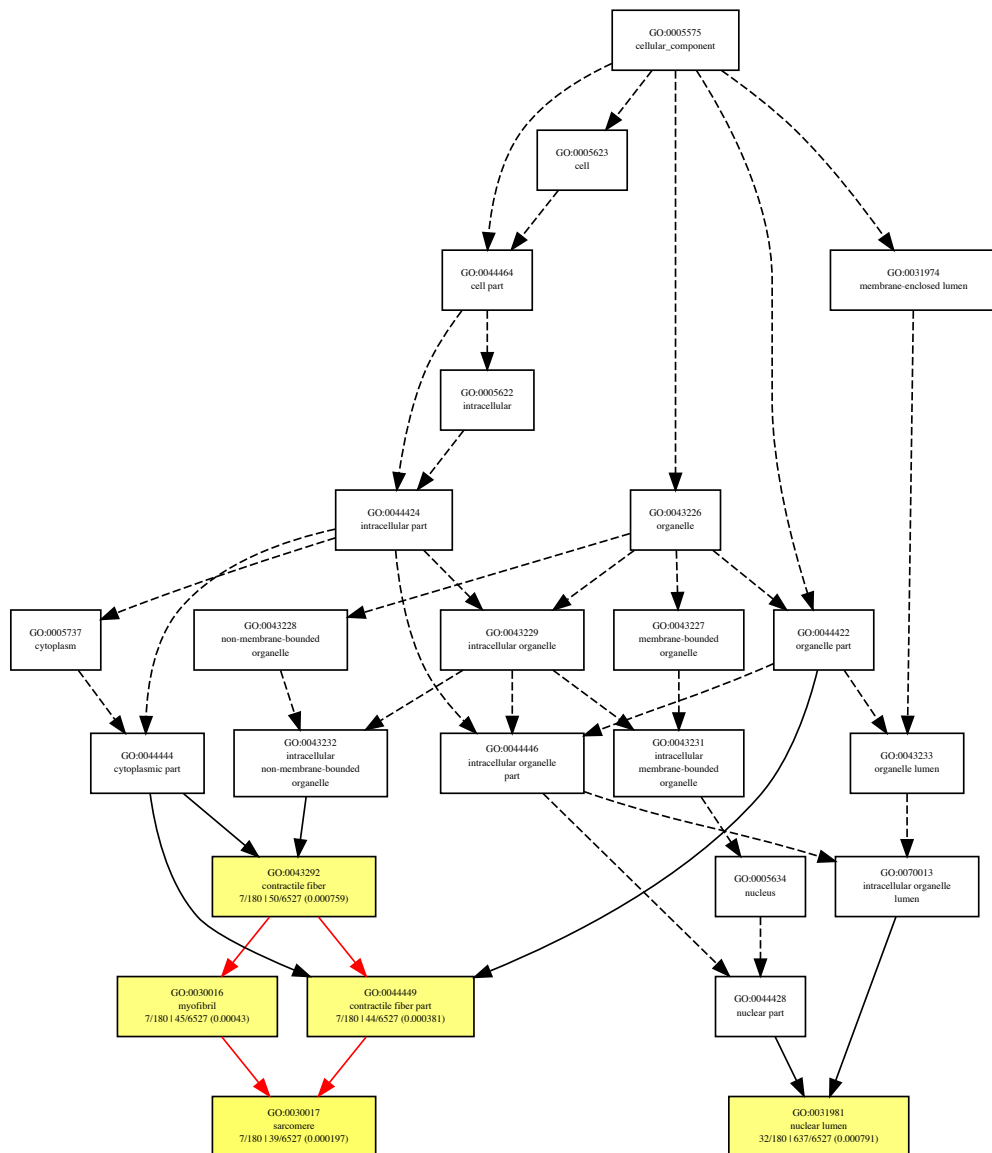 GO:0005575
cellular_component
GO:0005623
cell
GO:0044464
cell part
GO:0031974
membrane-enclosed lumen
GO:0005622
intracellular
GO:0044424
intracellular part
GO:0043226
organelle
GO:0005737
cytoplasm
GO:0043228
non-membrane-bounded
organelle
GO:0043229
intracellular organelle
GO:0043227
membrane-bounded
organelle
GO:0044422
organelle part
GO:0044444
cytoplasmic part
GO:0043232
intracellular
non-membrane-bounded
organelle
GO:0044446
intracellular organelle
part
GO:0043231
intracellular
membrane-bounded
organelle
GO:0043233
organelle lumen
GO:0043292
contractile fiber
7/180 | 50/6527 (0.000759)
GO:0005634
nucleus
GO:0070013
intracellular organelle
lumen
GO:0030016
myofibril
7/180 | 45/6527 (0.00043)
GO:0044449
contractile fiber part
7/180 | 44/6527 (0.000381)
GO:0044428
nuclear part
GO:0030017
sarcomere
7/180 | 39/6527 (0.000197)
GO:0031981
nuclear lumen
32/180 | 637/6527 (0.000791)